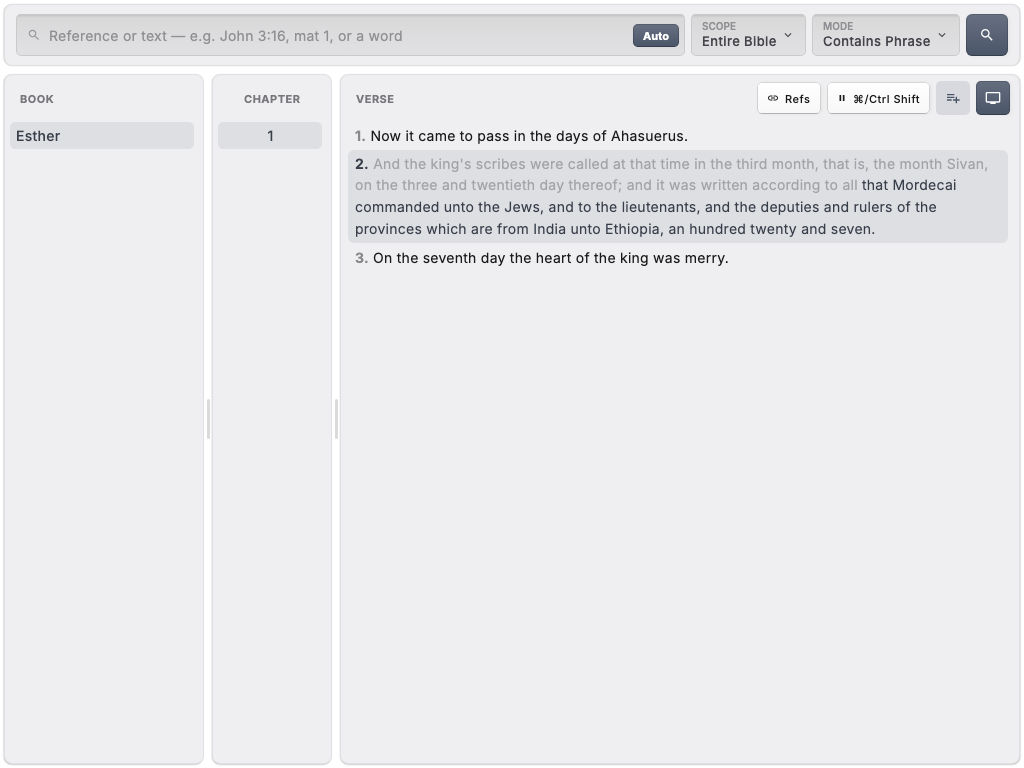 Reference or text — e.g. John 3:16, mat 1, or a word
Auto
SCOPE
Entire Bible
MODE
Contains Phrase
BOOK
Esther
CHAPTER
1
VERSE
Refs
⌘/Ctrl Shift
1. Now it came to pass in the days of Ahasuerus.
2. And the king's scribes were called at that time in the third month, that is, the month Sivan,
on the three and twentieth day thereof; and it was written according to all that Mordecai
commanded unto the Jews, and to the lieutenants, and the deputies and rulers of the
provinces which are from India unto Ethiopia, an hundred twenty and seven.
3. On the seventh day the heart of the king was merry.